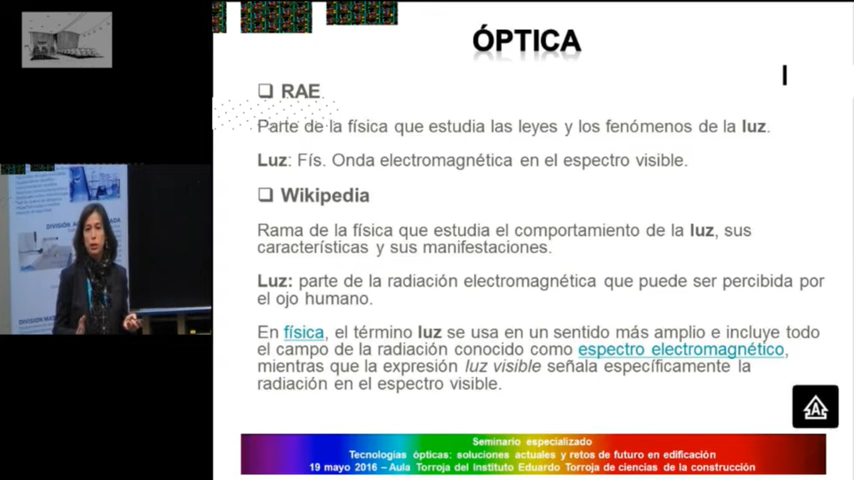 ÓPTICA
RAE
Parte de la física que estudia las leyes y los fenómenos de la luz.
Luz: Fís. Onda electromagnética en el espectro visible.
Wikipedia
Rama de la física que estudia el comportamiento de la luz, sus
características y sus manifestaciones.
Luz: parte de la radiación electromagnética que puede ser percibida por
el ojo humano.
En física, el término luz se usa en un sentido más amplio e incluye todo
el campo de la radiación conocido como espectro electromagnético,
mientras que la expresión luz visible señala específicamente la
radiación en el espectro visible.
Seminario especializado
Tecnologías ópticas: soluciones actuales y retos de futuro en edificación
19 mayo 2016 – Aula Torroja del Instituto Eduardo Torroja de ciencias de la construcción
DIVISIÓN
DIVISIÓN